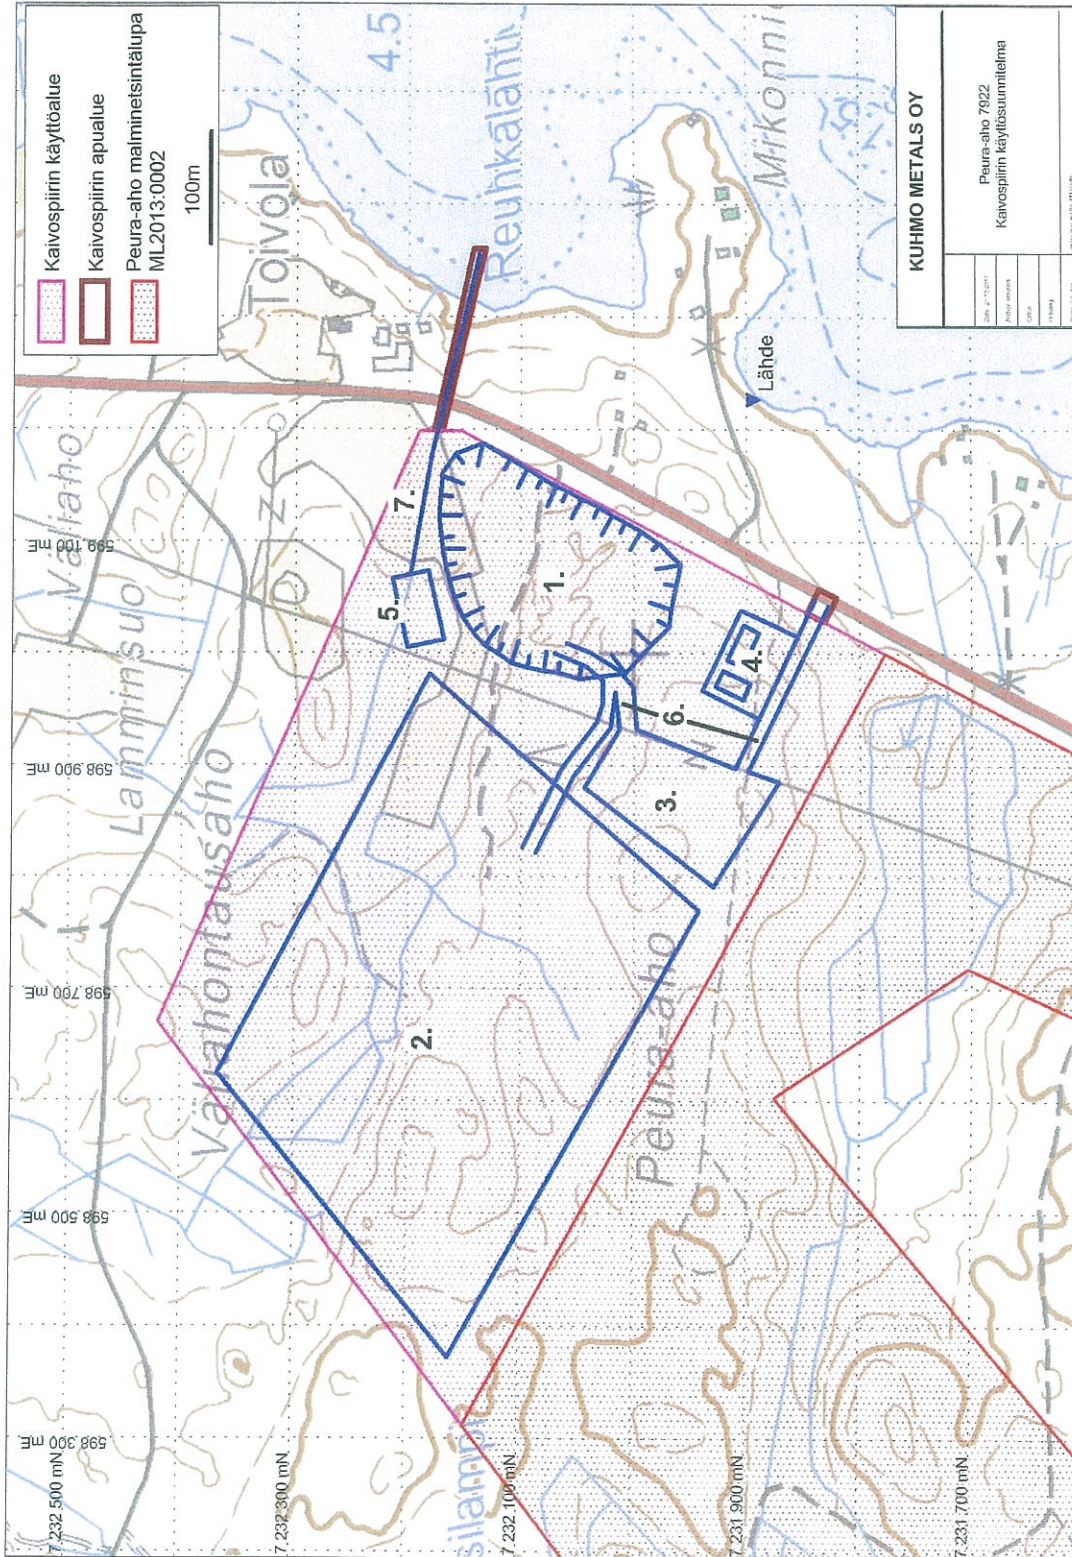 Kaivospiirin käyttöalue
Kaivospiirin apualue
Peura-aho malminetsintälupa
ML2013:0002
100m
4.5
Reuhkalahti
Toivola
Mikonni
Väliaho
Lamminsuo
Väljahontausaho
Peura-aho
silampi
Lähde
1.
2.
3.
4.
5.
6.
7.
599 100 mE
598 900 mE
598 700 mE
598 500 mE
598 300 mE
7 232 500 mN
7 232 300 mN
7 232 100 mN
7 231 900 mN
7 231 700 mN
KUHMO METALS OY
Peura-aho 7922
Kaivospiirin käyttösuunnitelma